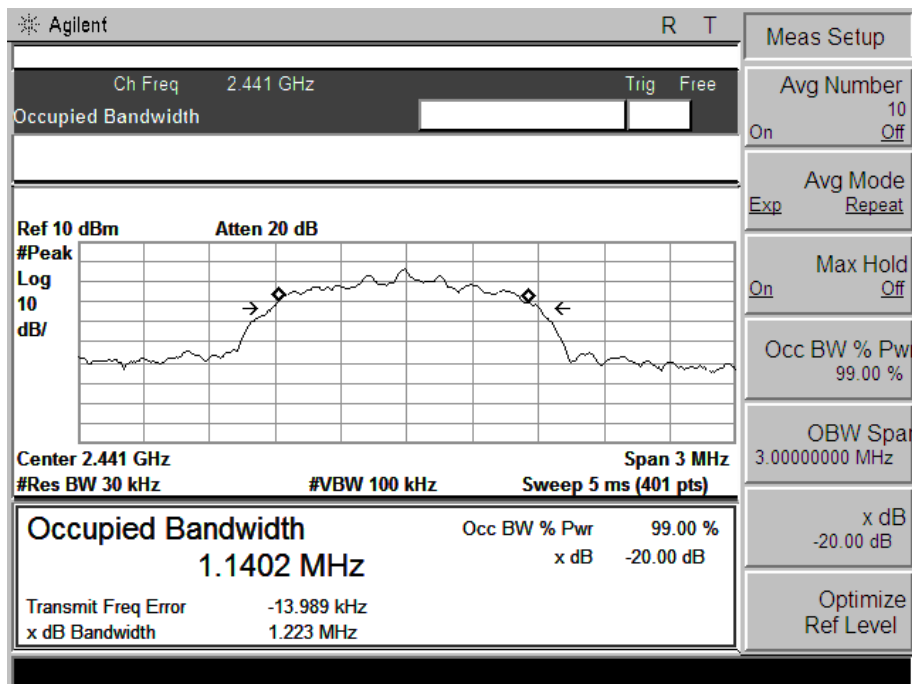 Agilent R T
Ch Freq 2.441 GHz Trig Free
Occupied Bandwidth
Ref 10 dBm Atten 20 dB
#Peak
Log
10
dB/
Center 2.441 GHz Span 3 MHz
#Res BW 30 kHz #VBW 100 kHz Sweep 5 ms (401 pts)
Occupied Bandwidth
1.1402 MHz
Occ BW % Pwr 99.00 %
x dB -20.00 dB
Transmit Freq Error -13.989 kHz
x dB Bandwidth 1.223 MHz
Meas Setup
Avg Number
10
On Off
Avg Mode
Exp Repeat
Max Hold
On Off
Occ BW % Pwr
99.00 %
OBW Span
3.00000000 MHz
x dB
-20.00 dB
Optimize
Ref Level